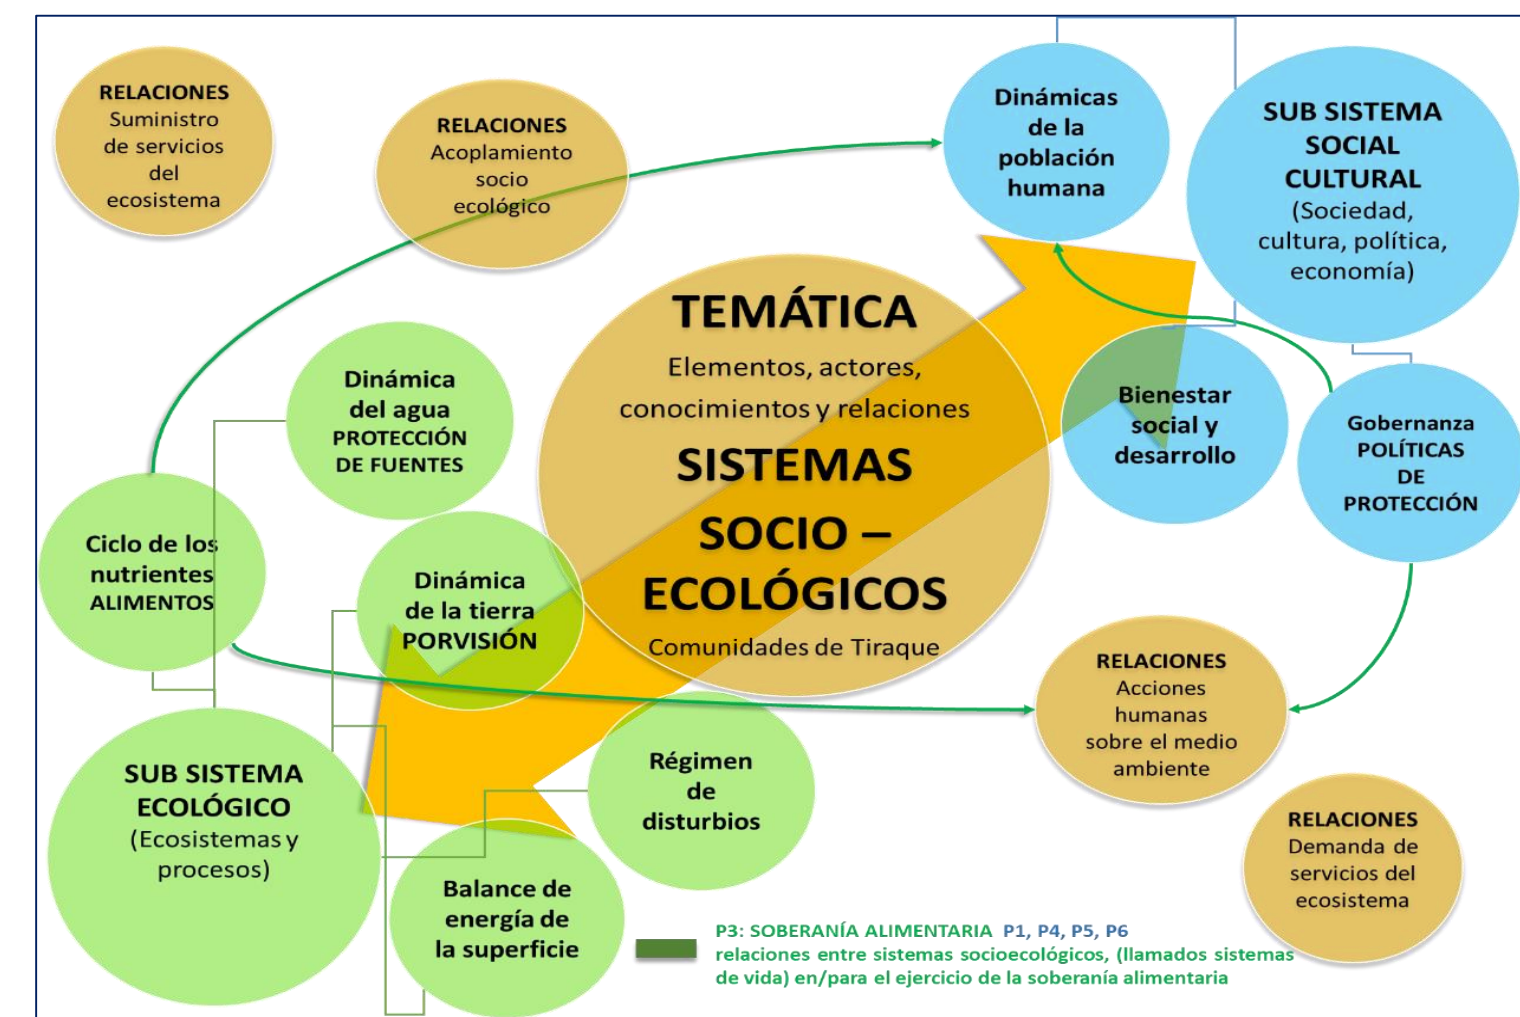 RELACIONES
Suministro
de servicios
del
ecosistema
RELACIONES
Acoplamiento
socio
ecológico
Dinámicas
de la
población
humana
SUB SISTEMA
SOCIAL
CULTURAL
(Sociedad,
cultura, política,
economía)
TEMÁTICA
Elementos, actores,
conocimientos y relaciones
SISTEMAS
SOCIO –
ECOLÓGICOS
Comunidades de Tiraque
Dinámica
del agua
PROTECCIÓN
DE FUENTES
Bienestar
social y
desarrollo
Gobernanza
POLÍTICAS
DE
PROTECCIÓN
Ciclo de los
nutrientes
ALIMENTOS
Dinámica
de la tierra
PORVISIÓN
RELACIONES
Acciones
humanas
sobre el medio
ambiente
SUB SISTEMA
ECOLÓGICO
(Ecosistemas y
procesos)
Régimen
de
disturbios
RELACIONES
Demanda de
servicios del
ecosistema
Balance de
energía de
la superficie
P3: SOBERANÍA ALIMENTARIA P1, P4, P5, P6
relaciones entre sistemas socioecológicos, (llamados sistemas
de vida) en/para el ejercicio de la soberanía alimentaria